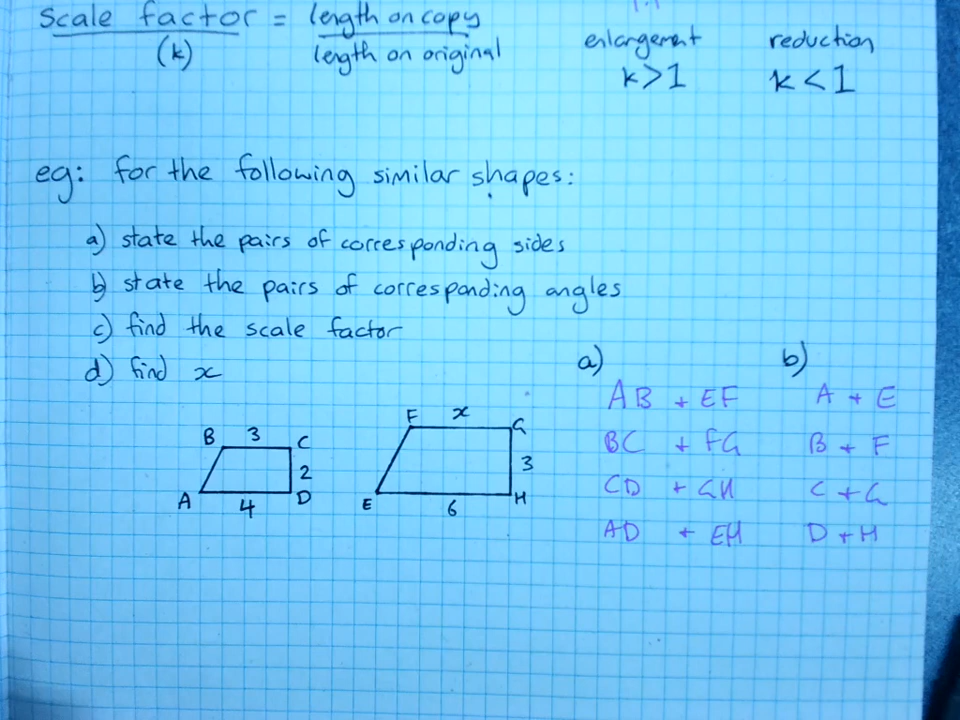 Scale factor = length on copy
(k) length on original
enlargement reduction
k>1 k<1
eg: for the following similar shapes:
a) state the pairs of corresponding sides
b) state the pairs of corresponding angles
c) find the scale factor
d) find x
a) b)
AB + EF A + E
BC + FG B + F
CD + GH C + G
AD + EH D + H
B 3 C
2
A 4 D
F x G
3
E 6 H